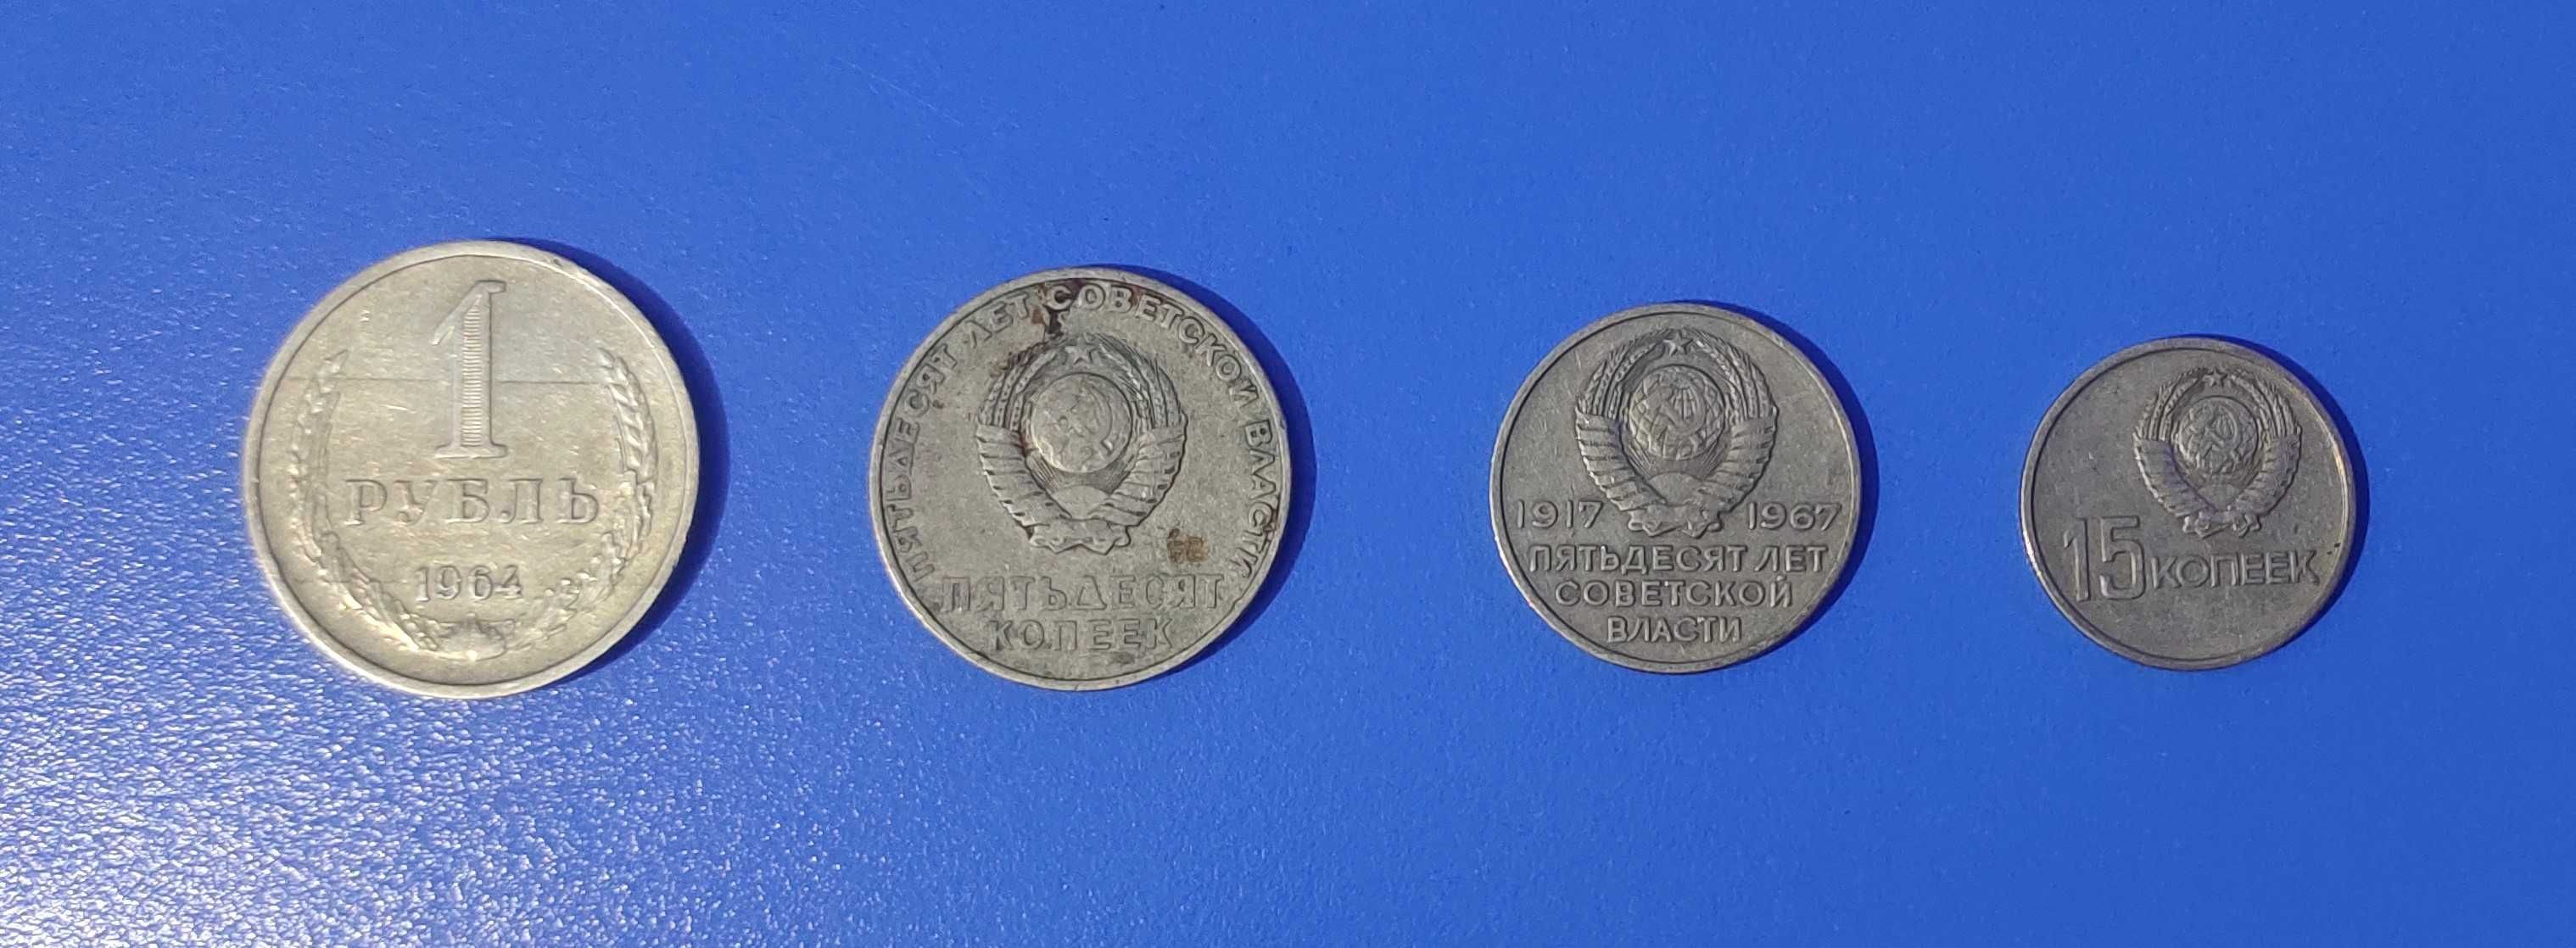 1
РУБЛЬ
1964
ПЯТЬДЕСЯТ ЛЕТ СОВЕТСКОЙ ВЛАСТИ
ПЯТЬДЕСЯТ
КОПЕЕК
1917 1967
ПЯТЬДЕСЯТ ЛЕТ
СОВЕТСКОЙ
ВЛАСТИ
15 КОПЕЕК